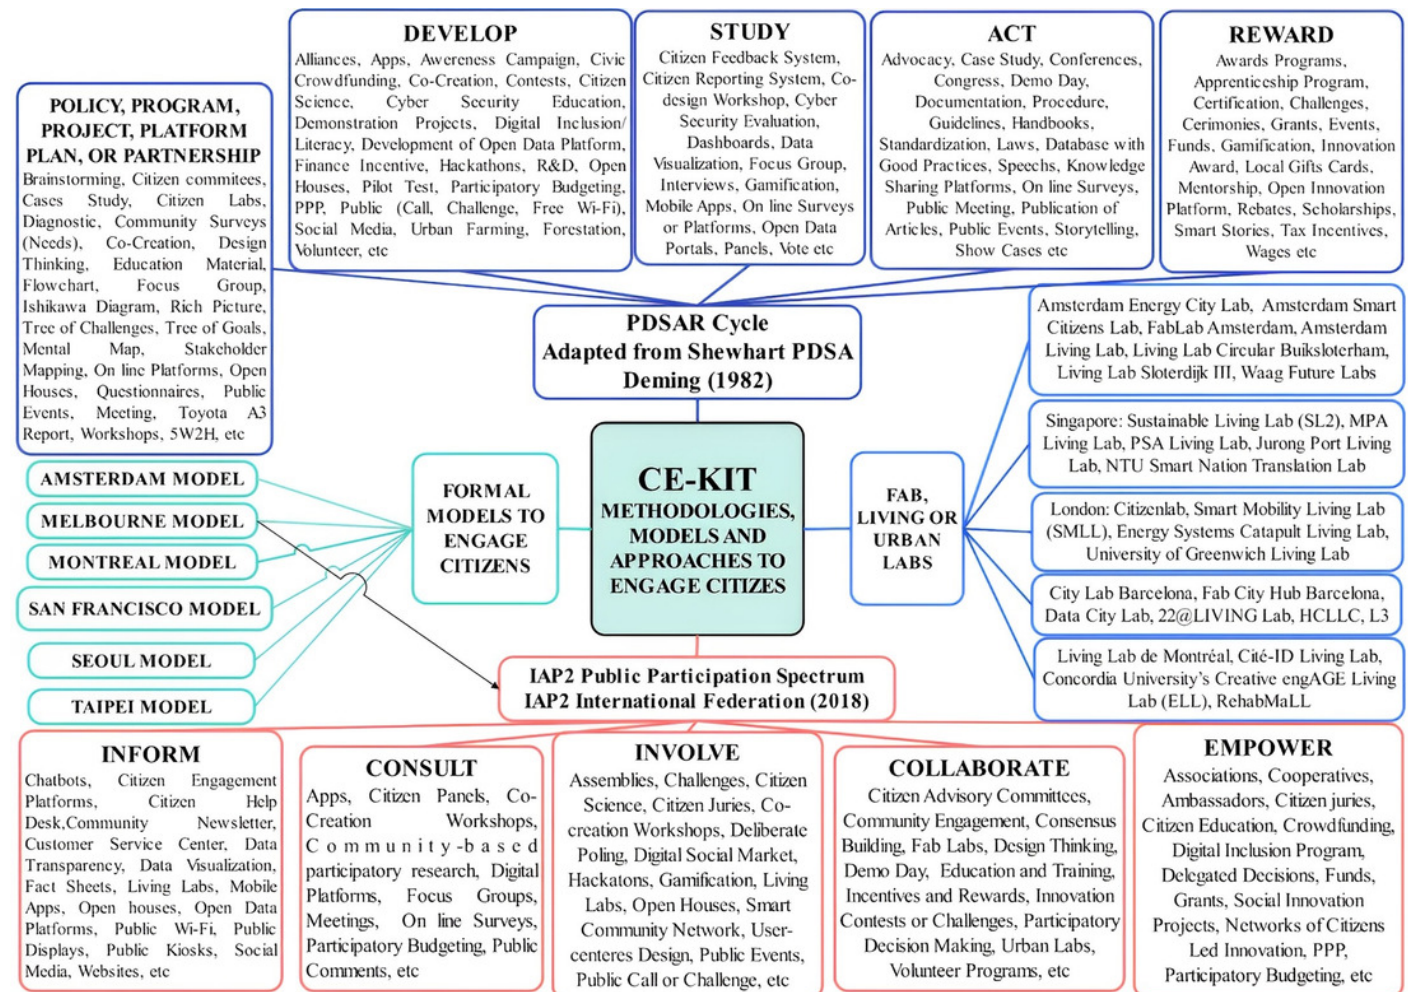 DEVELOP
Alliances, Apps, Awereness Campaign, Civic
Crowdfunding, Co-Creation, Contests, Citizen
Science, Cyber Security Education,
Demonstration Projects, Digital Inclusion/
Literacy, Development of Open Data Platform,
Finance Incentive, Hackathons, R&D, Open
Houses, Pilot Test, Participatory Budgeting,
PPP, Public (Call, Challenge, Free Wi-Fi),
Social Media, Urban Farming, Forestation,
Volunteer, etc
STUDY
Citizen Feedback System,
Citizen Reporting System, Co-
design Workshop, Cyber
Security Evaluation,
Dashboards, Data
Visualization, Focus Group,
Interviews, Gamification,
Mobile Apps, On line Surveys
or Platforms, Open Data
Portals, Panels, Vote etc
ACT
Advocacy, Case Study, Conferences,
Congress, Demo Day,
Documentation, Procedure,
Guidelines, Handbooks,
Standardization, Laws, Database with
Good Practices, Speechs, Knowledge
Sharing Platforms, On line Surveys,
Public Meeting, Publication of
Articles, Public Events, Storytelling,
Show Cases etc
REWARD
Awards Programs,
Apprenticeship Program,
Certification, Challenges,
Cerimonies, Grants, Events,
Funds, Gamification, Innovation
Award, Local Gifts Cards,
Mentorship, Open Innovation
Platform, Rebates, Scholarships,
Smart Stories, Tax Incentives,
Wages etc
POLICY, PROGRAM,
PROJECT, PLATFORM
PLAN, OR PARTNERSHIP
Brainstorming, Citizen commitees,
Cases Study, Citizen Labs,
Diagnostic, Community Surveys
(Needs), Co-Creation, Design
Thinking, Education Material,
Flowchart, Focus Group,
Ishikawa Diagram, Rich Picture,
Tree of Challenges, Tree of Goals,
Mental Map, Stakeholder
Mapping, On line Platforms, Open
Houses, Questionnaires, Public
Events, Meeting, Toyota A3
Report, Workshops, 5W2H, etc
PDSAR Cycle
Adapted from Shewhart PDSA
Deming (1982)
Amsterdam Energy City Lab, Amsterdam Smart
Citizens Lab, FabLab Amsterdam, Amsterdam
Living Lab, Living Lab Circular Buiksloterham,
Living Lab Sloterdijk III, Waag Future Labs
Singapore: Sustainable Living Lab (SL2), MPA
Living Lab, PSA Living Lab, Jurong Port Living
Lab, NTU Smart Nation Translation Lab
London: Citizenlab, Smart Mobility Living Lab
(SMLL), Energy Systems Catapult Living Lab,
University of Greenwich Living Lab
City Lab Barcelona, Fab City Hub Barcelona,
Data City Lab, 22@LIVING Lab, HCLLC, L3
Living Lab de Montréal, Cité-ID Living Lab,
Concordia University's Creative engAGE Living
Lab (ELL), RehabMaLL
FAB,
LIVING OR
URBAN
LABS
CE-KIT
METHODOLOGIES,
MODELS AND
APPROACHES TO
ENGAGE CITIZES
FORMAL
MODELS TO
ENGAGE
CITIZENS
AMSTERDAM MODEL
MELBOURNE MODEL
MONTREAL MODEL
SAN FRANCISCO MODEL
SEOUL MODEL
TAIPEI MODEL
IAP2 Public Participation Spectrum
IAP2 International Federation (2018)
INFORM
Chatbots, Citizen Engagement
Platforms, Citizen Help
Desk,Community Newsletter,
Customer Service Center, Data
Transparency, Data Visualization,
Fact Sheets, Living Labs, Mobile
Apps, Open houses, Open Data
Platforms, Public Wi-Fi, Public
Displays, Public Kiosks, Social
Media, Websites, etc
CONSULT
Apps, Citizen Panels, Co-
Creation Workshops,
Community-based
participatory research, Digital
Platforms, Focus Groups,
Meetings, On line Surveys,
Participatory Budgeting, Public
Comments, etc
INVOLVE
Assemblies, Challenges, Citizen
Science, Citizen Juries, Co-
creation Workshops, Deliberate
Poling, Digital Social Market,
Hackatons, Gamification, Living
Labs, Open Houses, Smart
Community Network, User-
centeres Design, Public Events,
Public Call or Challenge, etc
COLLABORATE
Citizen Advisory Committees,
Community Engagement, Consensus
Building, Fab Labs, Design Thinking,
Demo Day, Education and Training,
Incentives and Rewards, Innovation
Contests or Challenges, Participatory
Decision Making, Urban Labs,
Volunteer Programs, etc
EMPOWER
Associations, Cooperatives,
Ambassadors, Citizen juries,
Citizen Education, Crowdfunding,
Digital Inclusion Program,
Delegated Decisions, Funds,
Grants, Social Innovation
Projects, Networks of Citizens
Led Innovation, PPP,
Participatory Budgeting, etc